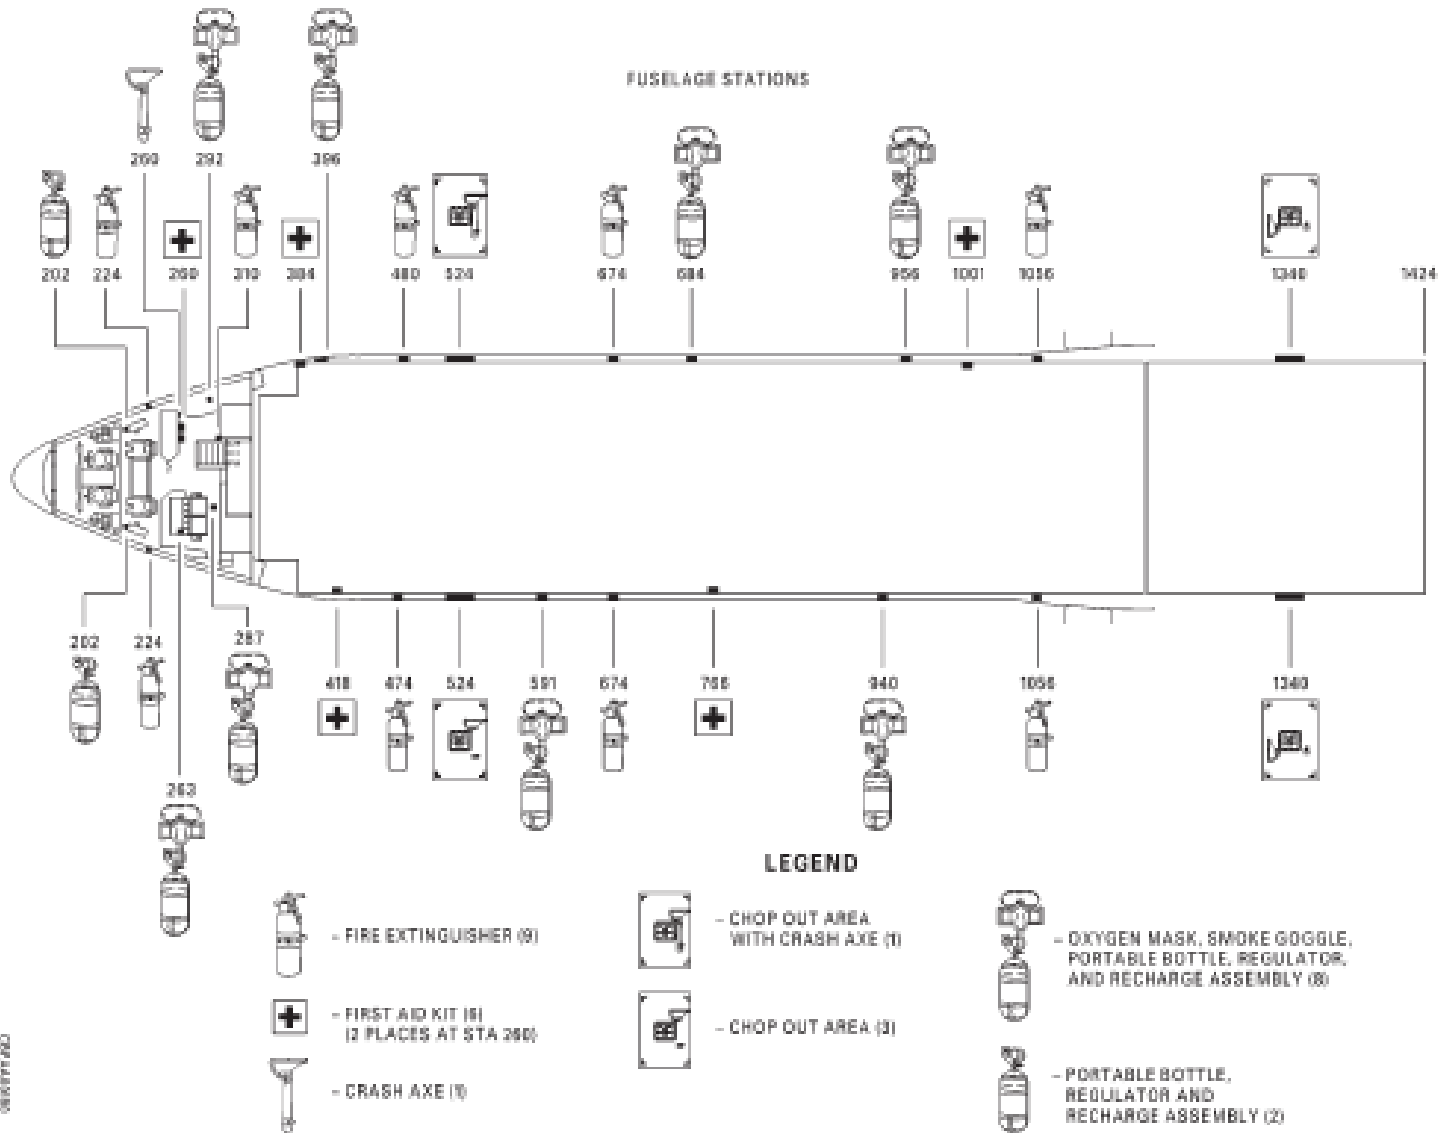 FUSELAGE STATIONS
260 292 396
202 224 260 310 384 480 524 674 684 956 1001 1056 1340 1424
202 224 287
418 474 524 591 674 766 940 1056 1340
263
LEGEND
– FIRE EXTINGUISHER (9)
– FIRST AID KIT (6)
(2 PLACES AT STA 260)
– CRASH AXE (1)
– CHOP OUT AREA
WITH CRASH AXE (1)
– CHOP OUT AREA (3)
– OXYGEN MASK, SMOKE GOGGLE,
PORTABLE BOTTLE, REGULATOR,
AND RECHARGE ASSEMBLY (8)
– PORTABLE BOTTLE,
REGULATOR AND
RECHARGE ASSEMBLY (2)